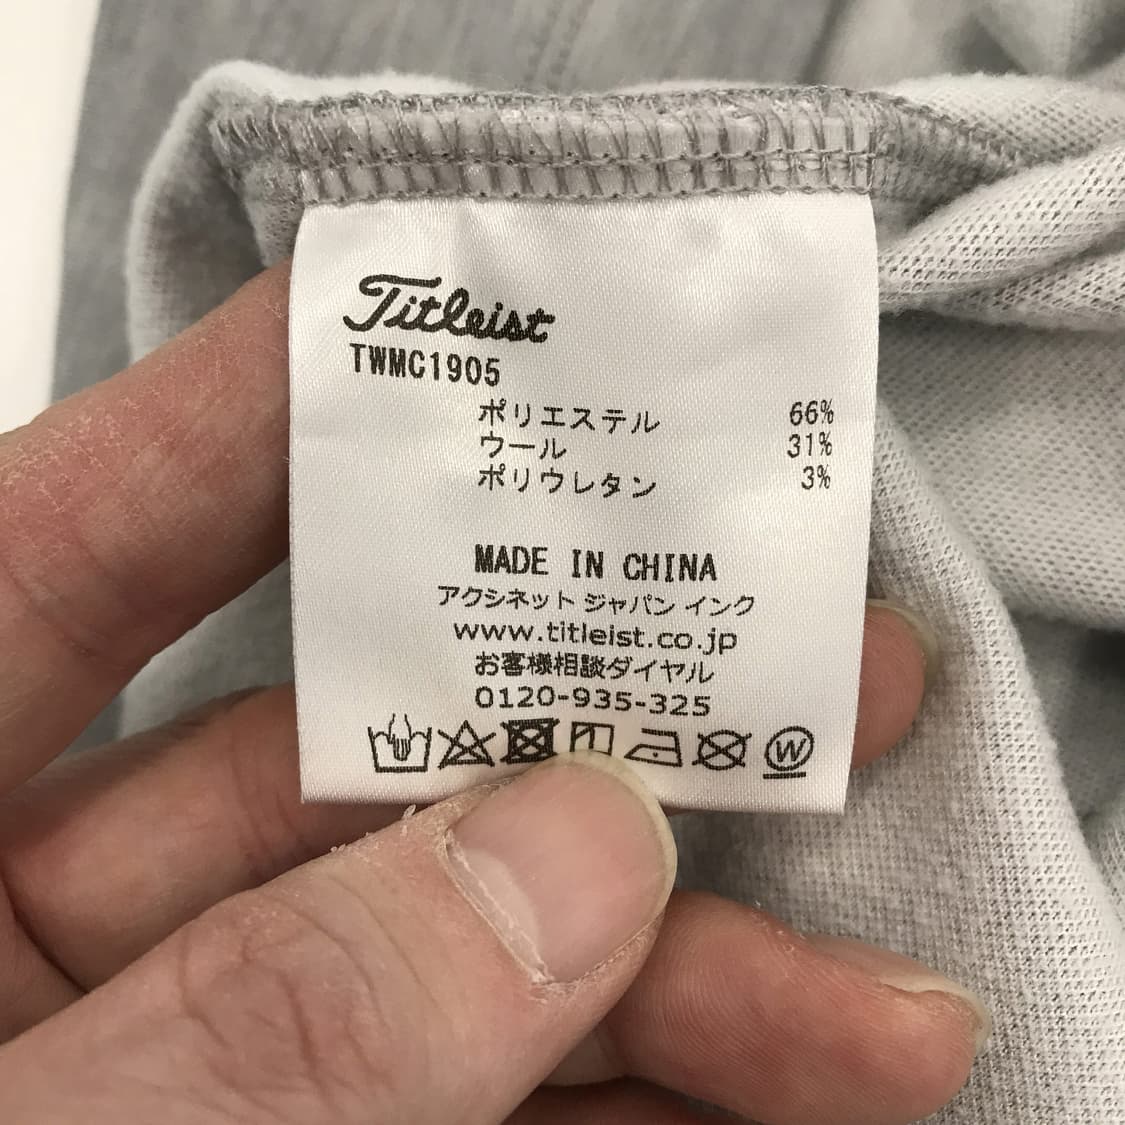 Titleist
TWMC1905
ポリエステル 66%
ウール 31%
ポリウレタン 3%
MADE IN CHINA
アクシネット ジャパン インク
www.titleist.co.jp
お客様相談ダイヤル
0120-935-325
W